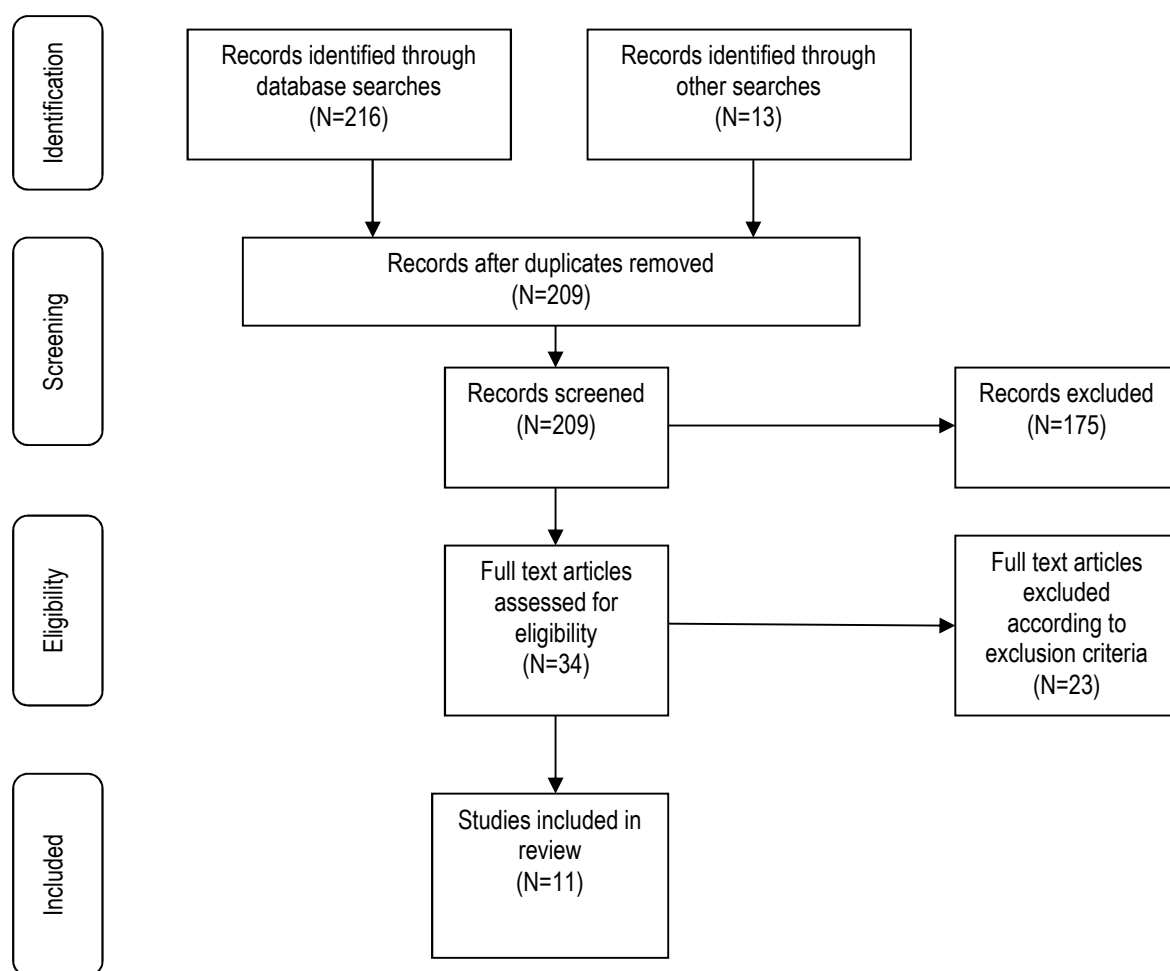 Identification
Records identified through
database searches
(N=216)
Records identified through
other searches
(N=13)
Screening
Records after duplicates removed
(N=209)
Records screened
(N=209)
Records excluded
(N=175)
Eligibility
Full text articles
assessed for
eligibility
(N=34)
Full text articles
excluded
according to
exclusion criteria
(N=23)
Included
Studies included in
review
(N=11)